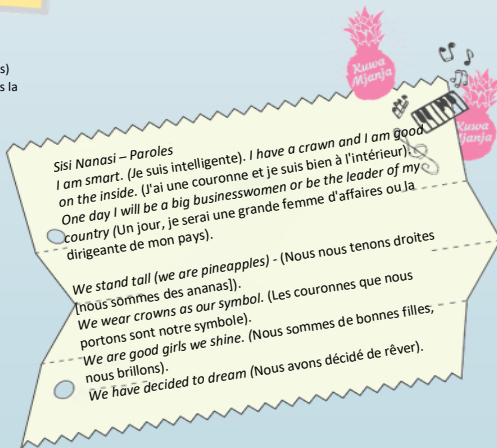 s)
s la
Kuwa
Mjanja
Kuwa
Mjanja
Sisi Nanasi – Paroles
I am smart. (Je suis intelligente). I have a crawn and I am good
on the inside. (J'ai une couronne et je suis bien à l'intérieur).
One day I will be a big businesswomen or be the leader of my
country (Un jour, je serai une grande femme d'affaires ou la
dirigeante de mon pays).
We stand tall (we are pineapples) - (Nous nous tenons droites
[nous sommes des ananas]).
We wear crowns as our symbol. (Les couronnes que nous
portons sont notre symbole).
We are good girls we shine. (Nous sommes de bonnes filles,
nous brillons).
We have decided to dream (Nous avons décidé de rêver).